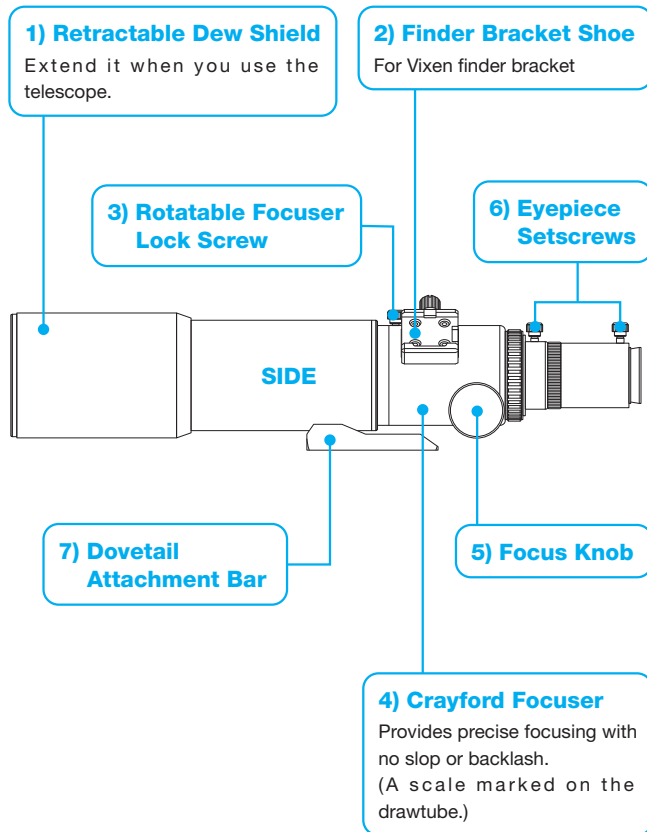 1) Retractable Dew Shield
Extend it when you use the
telescope.
2) Finder Bracket Shoe
For Vixen finder bracket
3) Rotatable Focuser
Lock Screw
6) Eyepiece
Setscrews
SIDE
7) Dovetail
Attachment Bar
5) Focus Knob
4) Crayford Focuser
Provides precise focusing with
no slop or backlash.
(A scale marked on the
drawtube.)